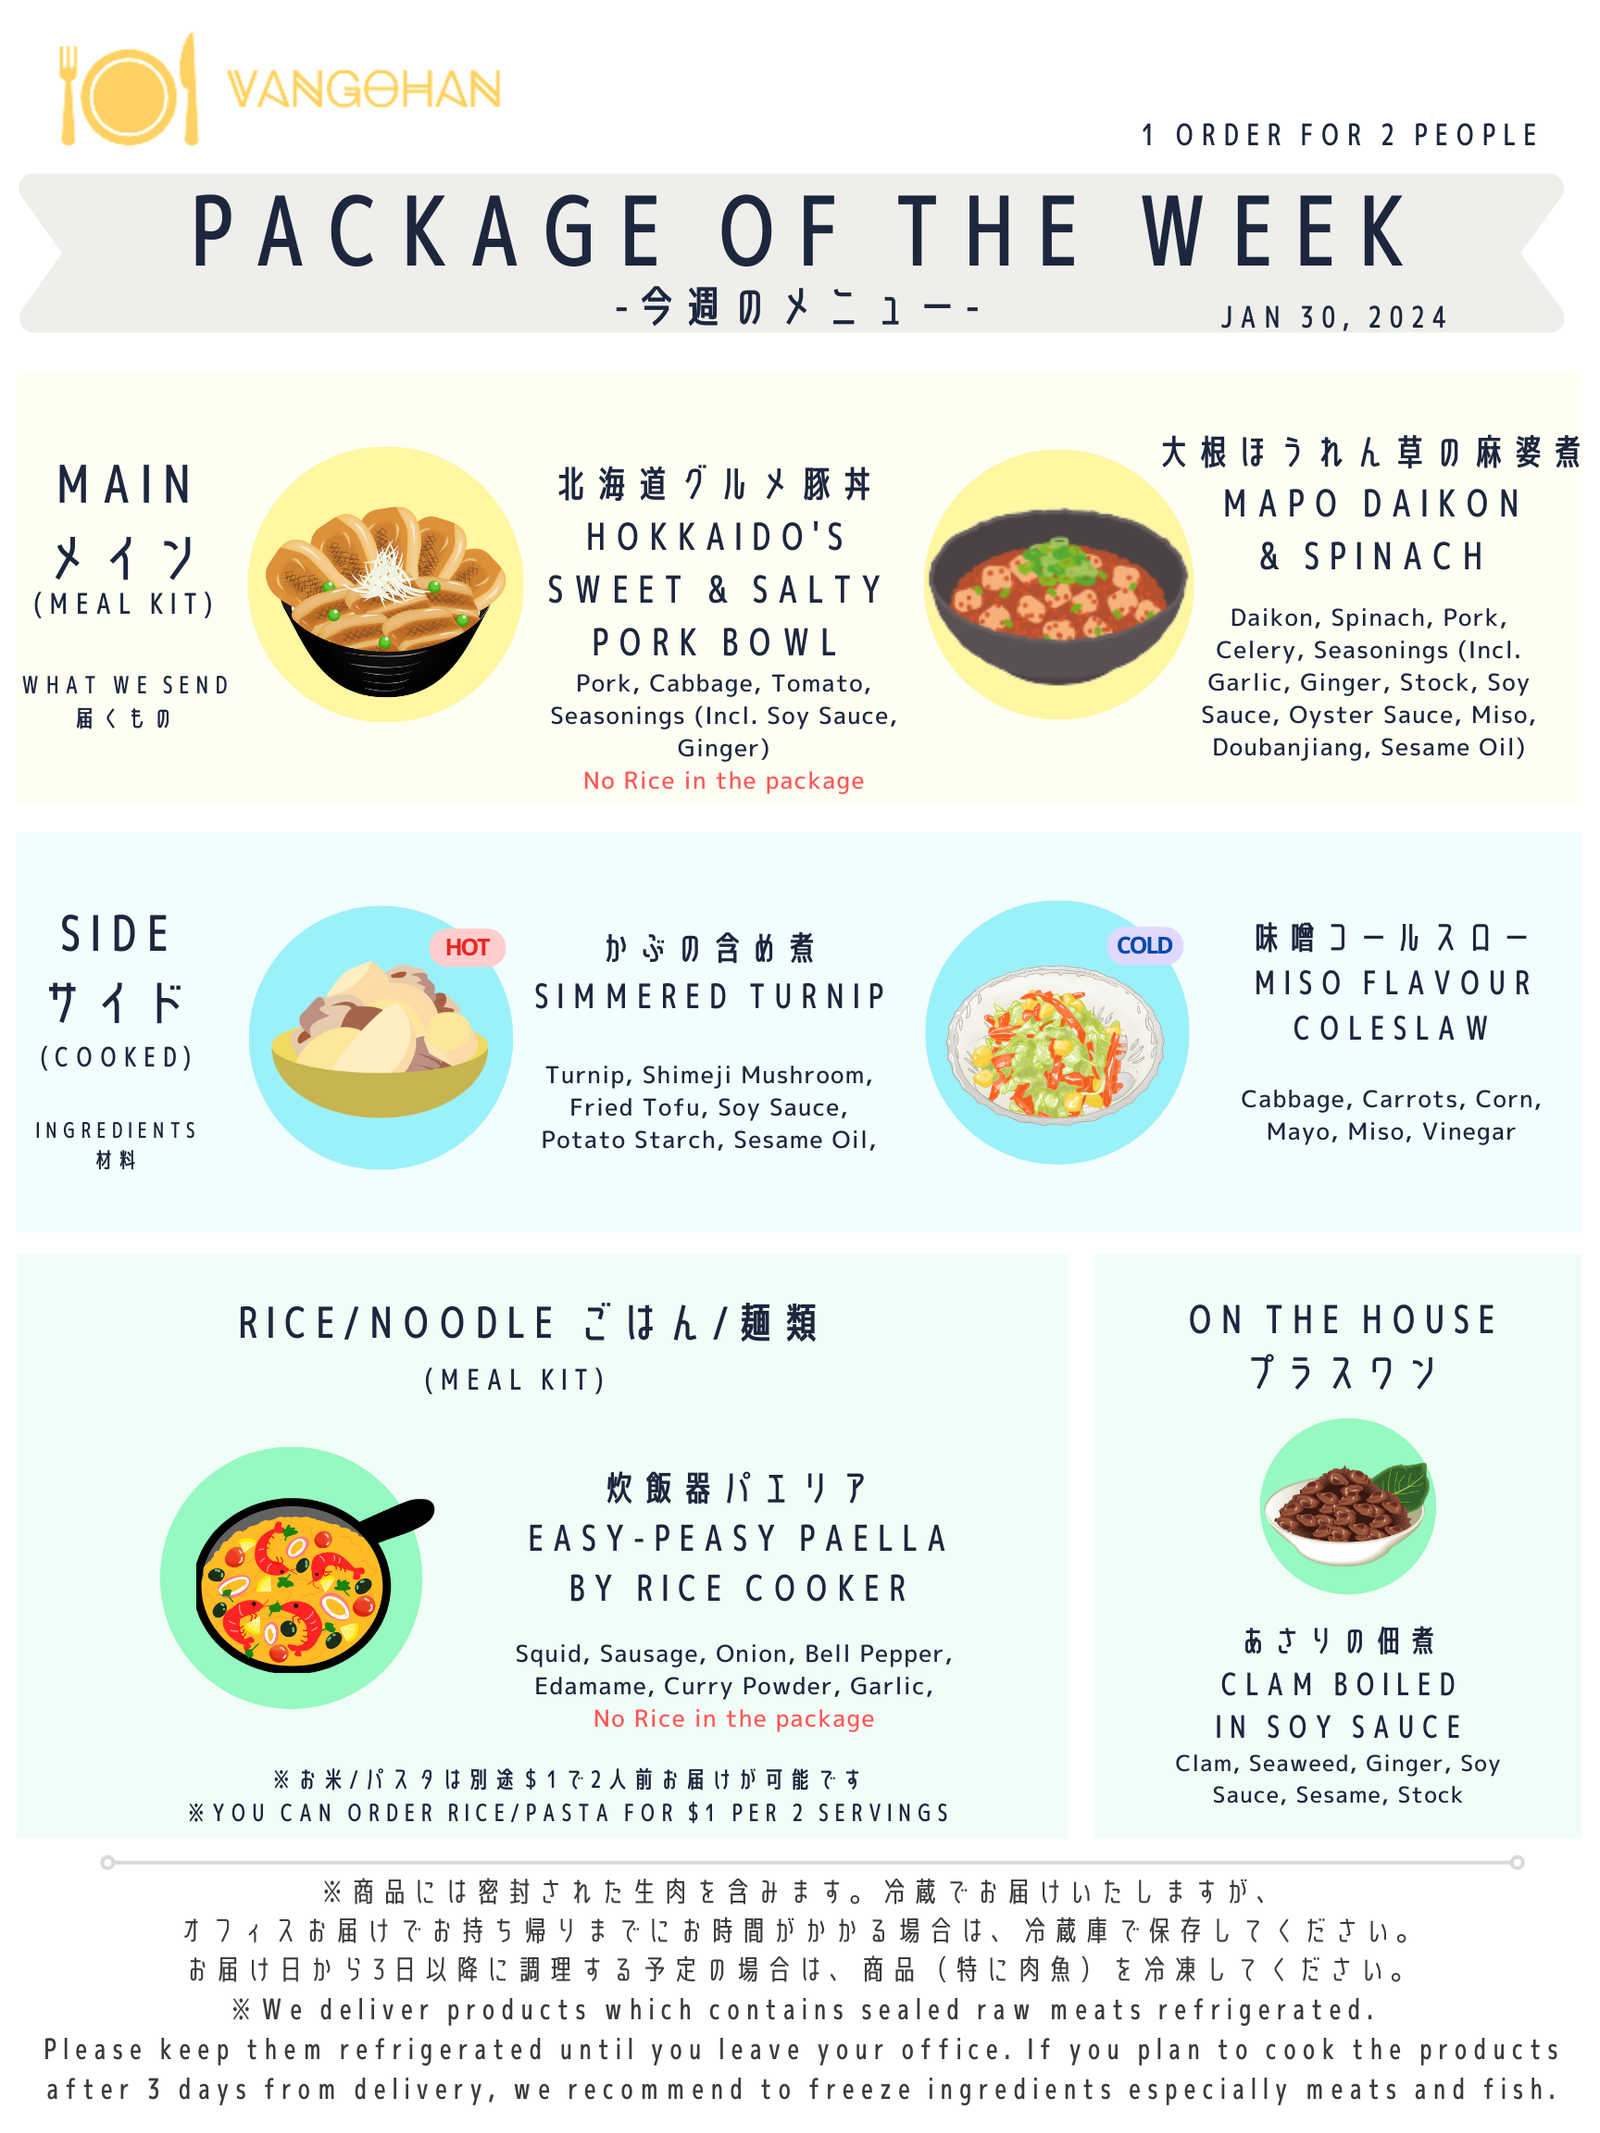 VANGOHAN
1 ORDER FOR 2 PEOPLE
PACKAGE OF THE WEEK
-今週のメニュー-
JAN 30, 2024
MAIN
メイン
(MEAL KIT)
WHAT WE SEND
届くもの
北海道グルメ豚丼
HOKKAIDO'S
SWEET & SALTY
PORK BOWL
Pork, Cabbage, Tomato,
Seasonings (Incl. Soy Sauce,
Ginger)
No Rice in the package
大根ほうれん草の麻婆煮
MAPO DAIKON
& SPINACH
Daikon, Spinach, Pork,
Celery, Seasonings (Incl.
Garlic, Ginger, Stock, Soy
Sauce, Oyster Sauce, Miso,
Doubanjiang, Sesame Oil)
SIDE
サイド
(COOKED)
INGREDIENTS
材料
HOT
かぶの含め煮
SIMMERED TURNIP
Turnip, Shimeji Mushroom,
Fried Tofu, Soy Sauce,
Potato Starch, Sesame Oil,
COLD
味噌コールスロー
MISO FLAVOUR
COLESLAW
Cabbage, Carrots, Corn,
Mayo, Miso, Vinegar
RICE/NOODLE ごはん/麺類
(MEAL KIT)
炊飯器パエリア
EASY-PEASY PAELLA
BY RICE COOKER
Squid, Sausage, Onion, Bell Pepper,
Edamame, Curry Powder, Garlic,
No Rice in the package
※お米/パスタは別途$1で2人前お届けが可能です
※YOU CAN ORDER RICE/PASTA FOR $1 PER 2 SERVINGS
ON THE HOUSE
プラスワン
あさりの佃煮
CLAM BOILED
IN SOY SAUCE
Clam, Seaweed, Ginger, Soy
Sauce, Sesame, Stock
※商品には密封された生肉を含みます。冷蔵でお届けいたしますが、
オフィスお届けでお持ち帰りまでにお時間がかかる場合は、冷蔵庫で保存してください。
お届け日から3日以降に調理する予定の場合は、商品(特に肉魚)を冷凍してください。
※We deliver products which contains sealed raw meats refrigerated.
Please keep them refrigerated until you leave your office. If you plan to cook the products
after 3 days from delivery, we recommend to freeze ingredients especially meats and fish.